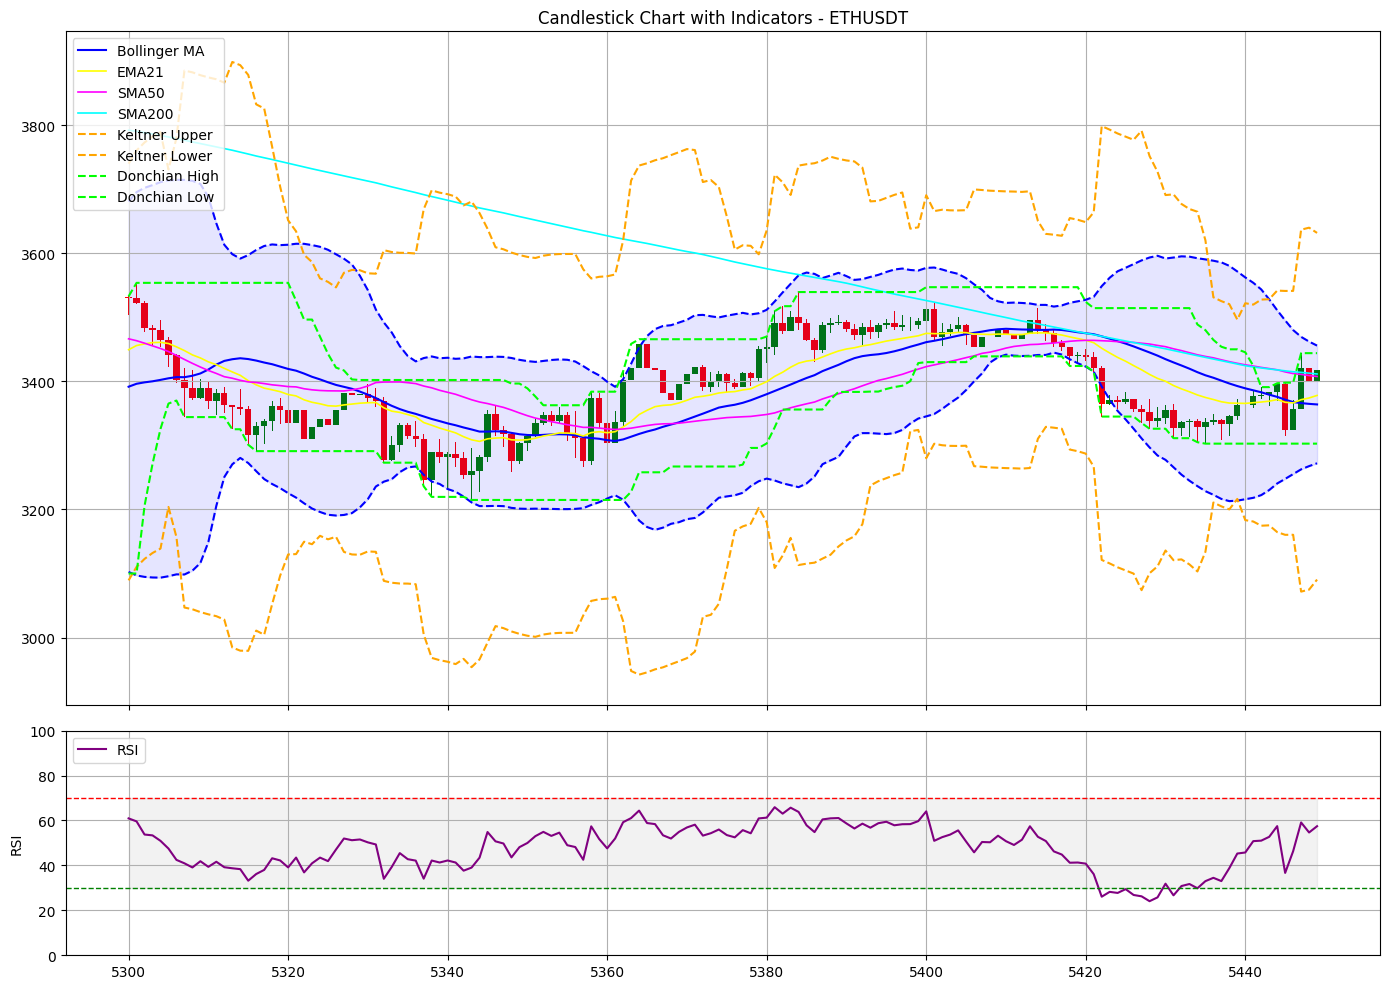 Candlestick Chart with Indicators - ETHUSDT
Bollinger MA
EMA21
SMA50
SMA200
Keltner Upper
Keltner Lower
Donchian High
Donchian Low
3800
3600
3400
3200
3000
RSI
100
80
60
40
20
0
RSI
5300 5320 5340 5360 5380 5400 5420 5440